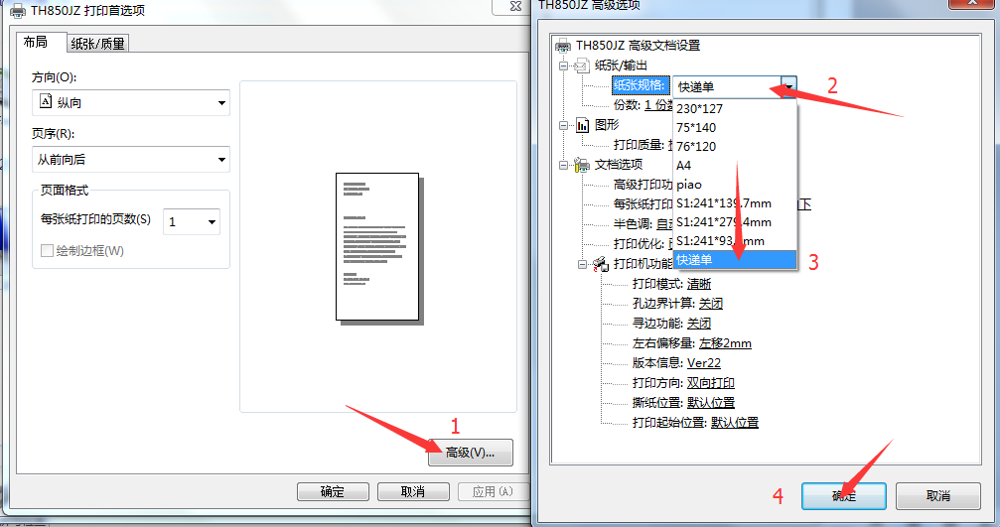 TH850JZ 打印首选项
布局
纸张/质量
方向(O):
纵向
页序(R):
从前向后
页面格式
每张纸打印的页数(S)
1
绘制边框(W)
1
高级(V)...
确定
取消
应用(A)
TH850JZ 高级选项
TH850JZ 高级文档设置
纸张/输出
纸张规格: 快递单
2
份数: 1 份数
230*127
75*140
76*120
A4
piao
S1:241*139.7mm
S1:241*279.4mm
S1:241*93.
mm
快递单
3
图形
打印质量:
文档选项
高级打印功
每张纸打印
下
半色调: 自
打印优化:
打印机功能
打印模式: 清晰
孔边界计算: 关闭
寻边功能: 关闭
左右偏移量: 左移2mm
版本信息: Ver22
打印方向: 双向打印
撕纸位置: 默认位置
打印起始位置: 默认位置
4
确定
取消